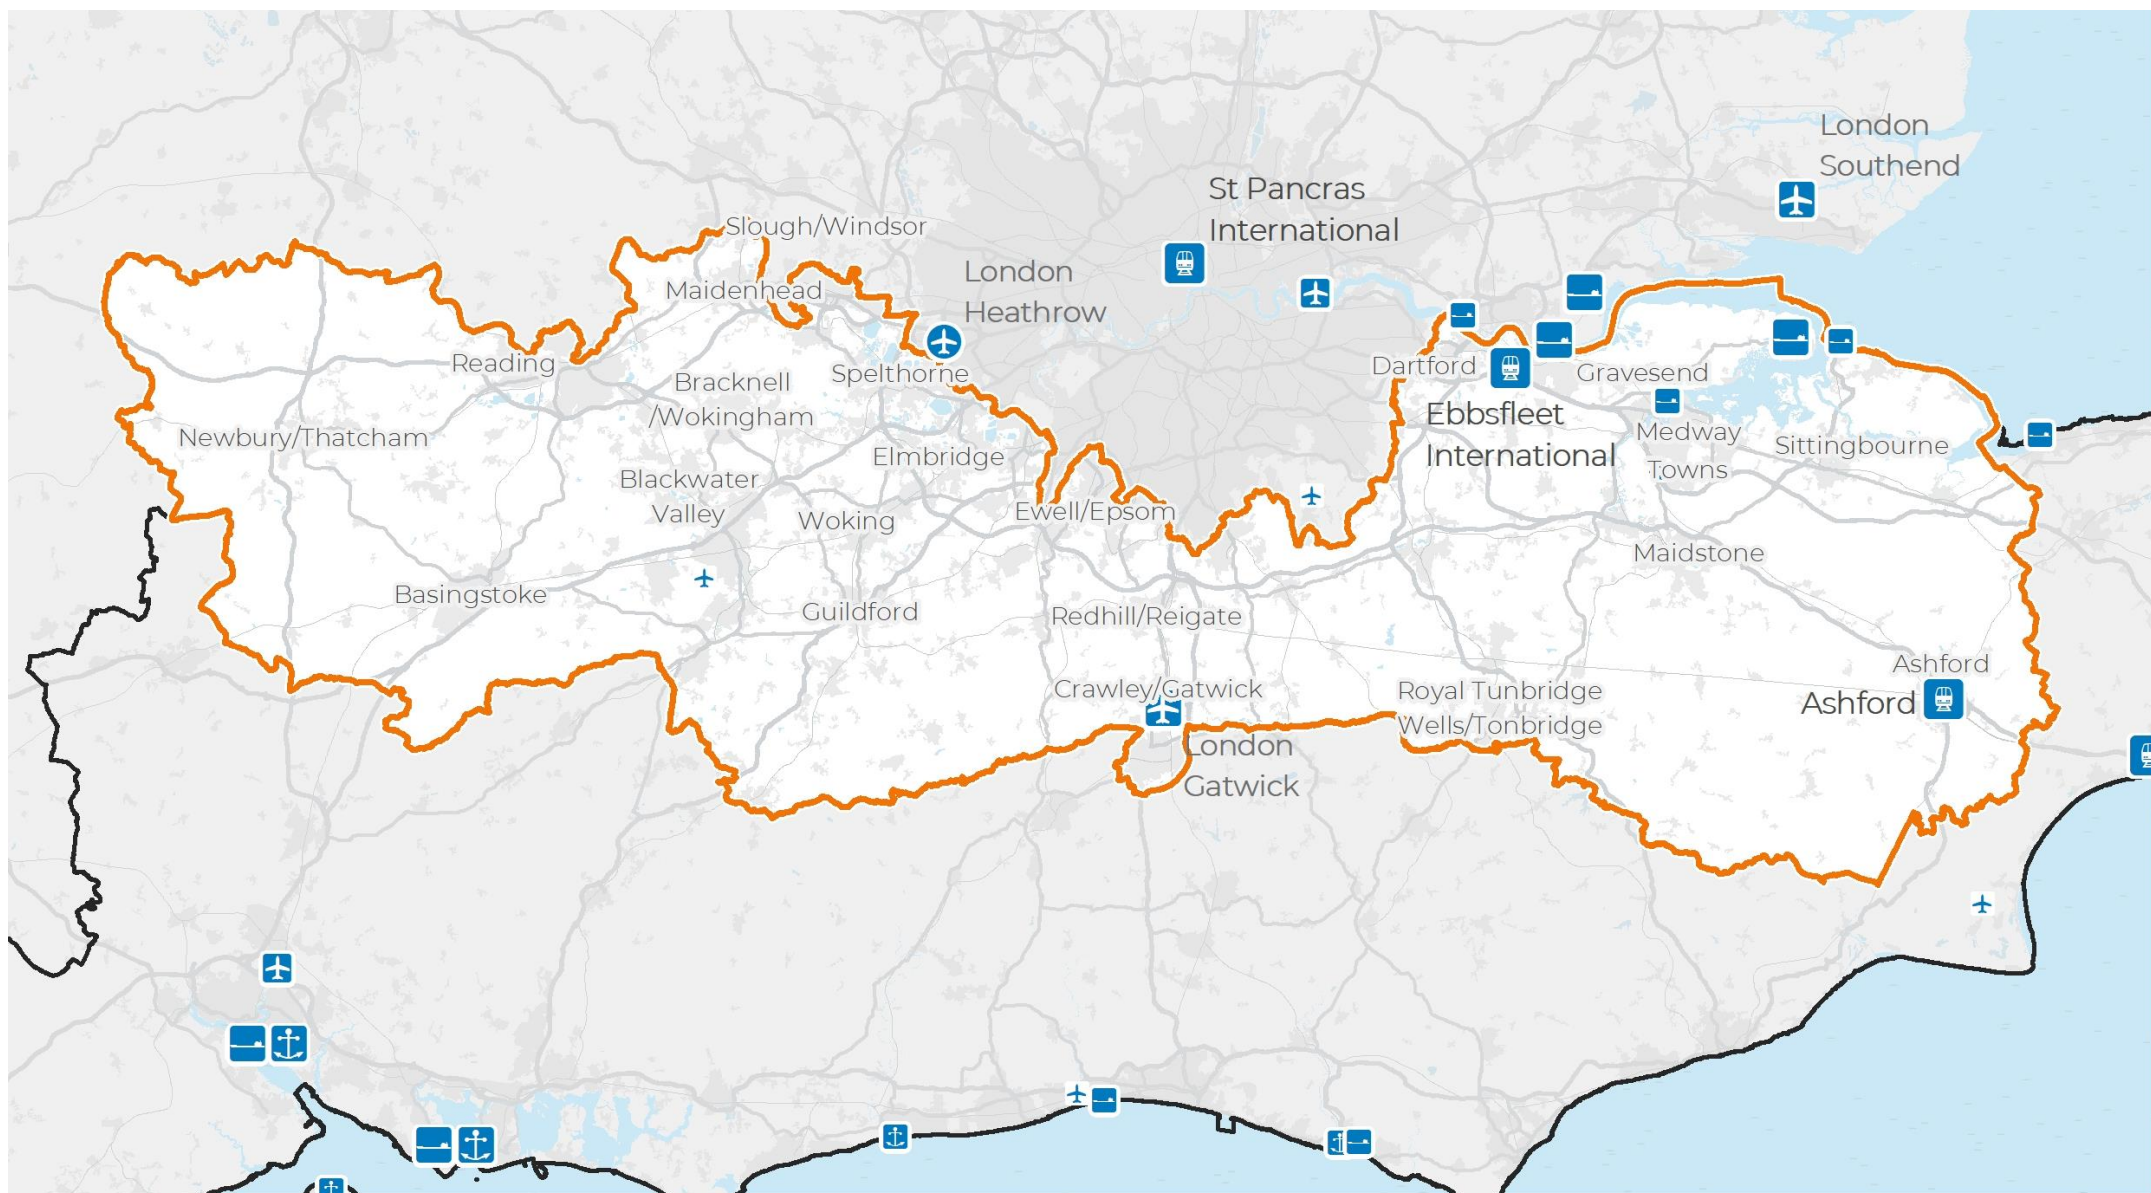 London
Southend
St Pancras
International
Slough/Windsor
London
Heathrow
Maidenhead
Reading
Bracknell
/Wokingham
Spelthorne
Dartford
Gravesend
Ebbsfleet
International
Newbury/Thatcham
Elmbridge
Medway
Towns
Sittingbourne
Blackwater
Valley
Woking
Ewell/Epsom
Maidstone
Basingstoke
Guildford
Redhill/Reigate
Ashford
Ashford
Crawley/Gatwick
Royal Tunbridge
Wells/Tonbridge
London
Gatwick